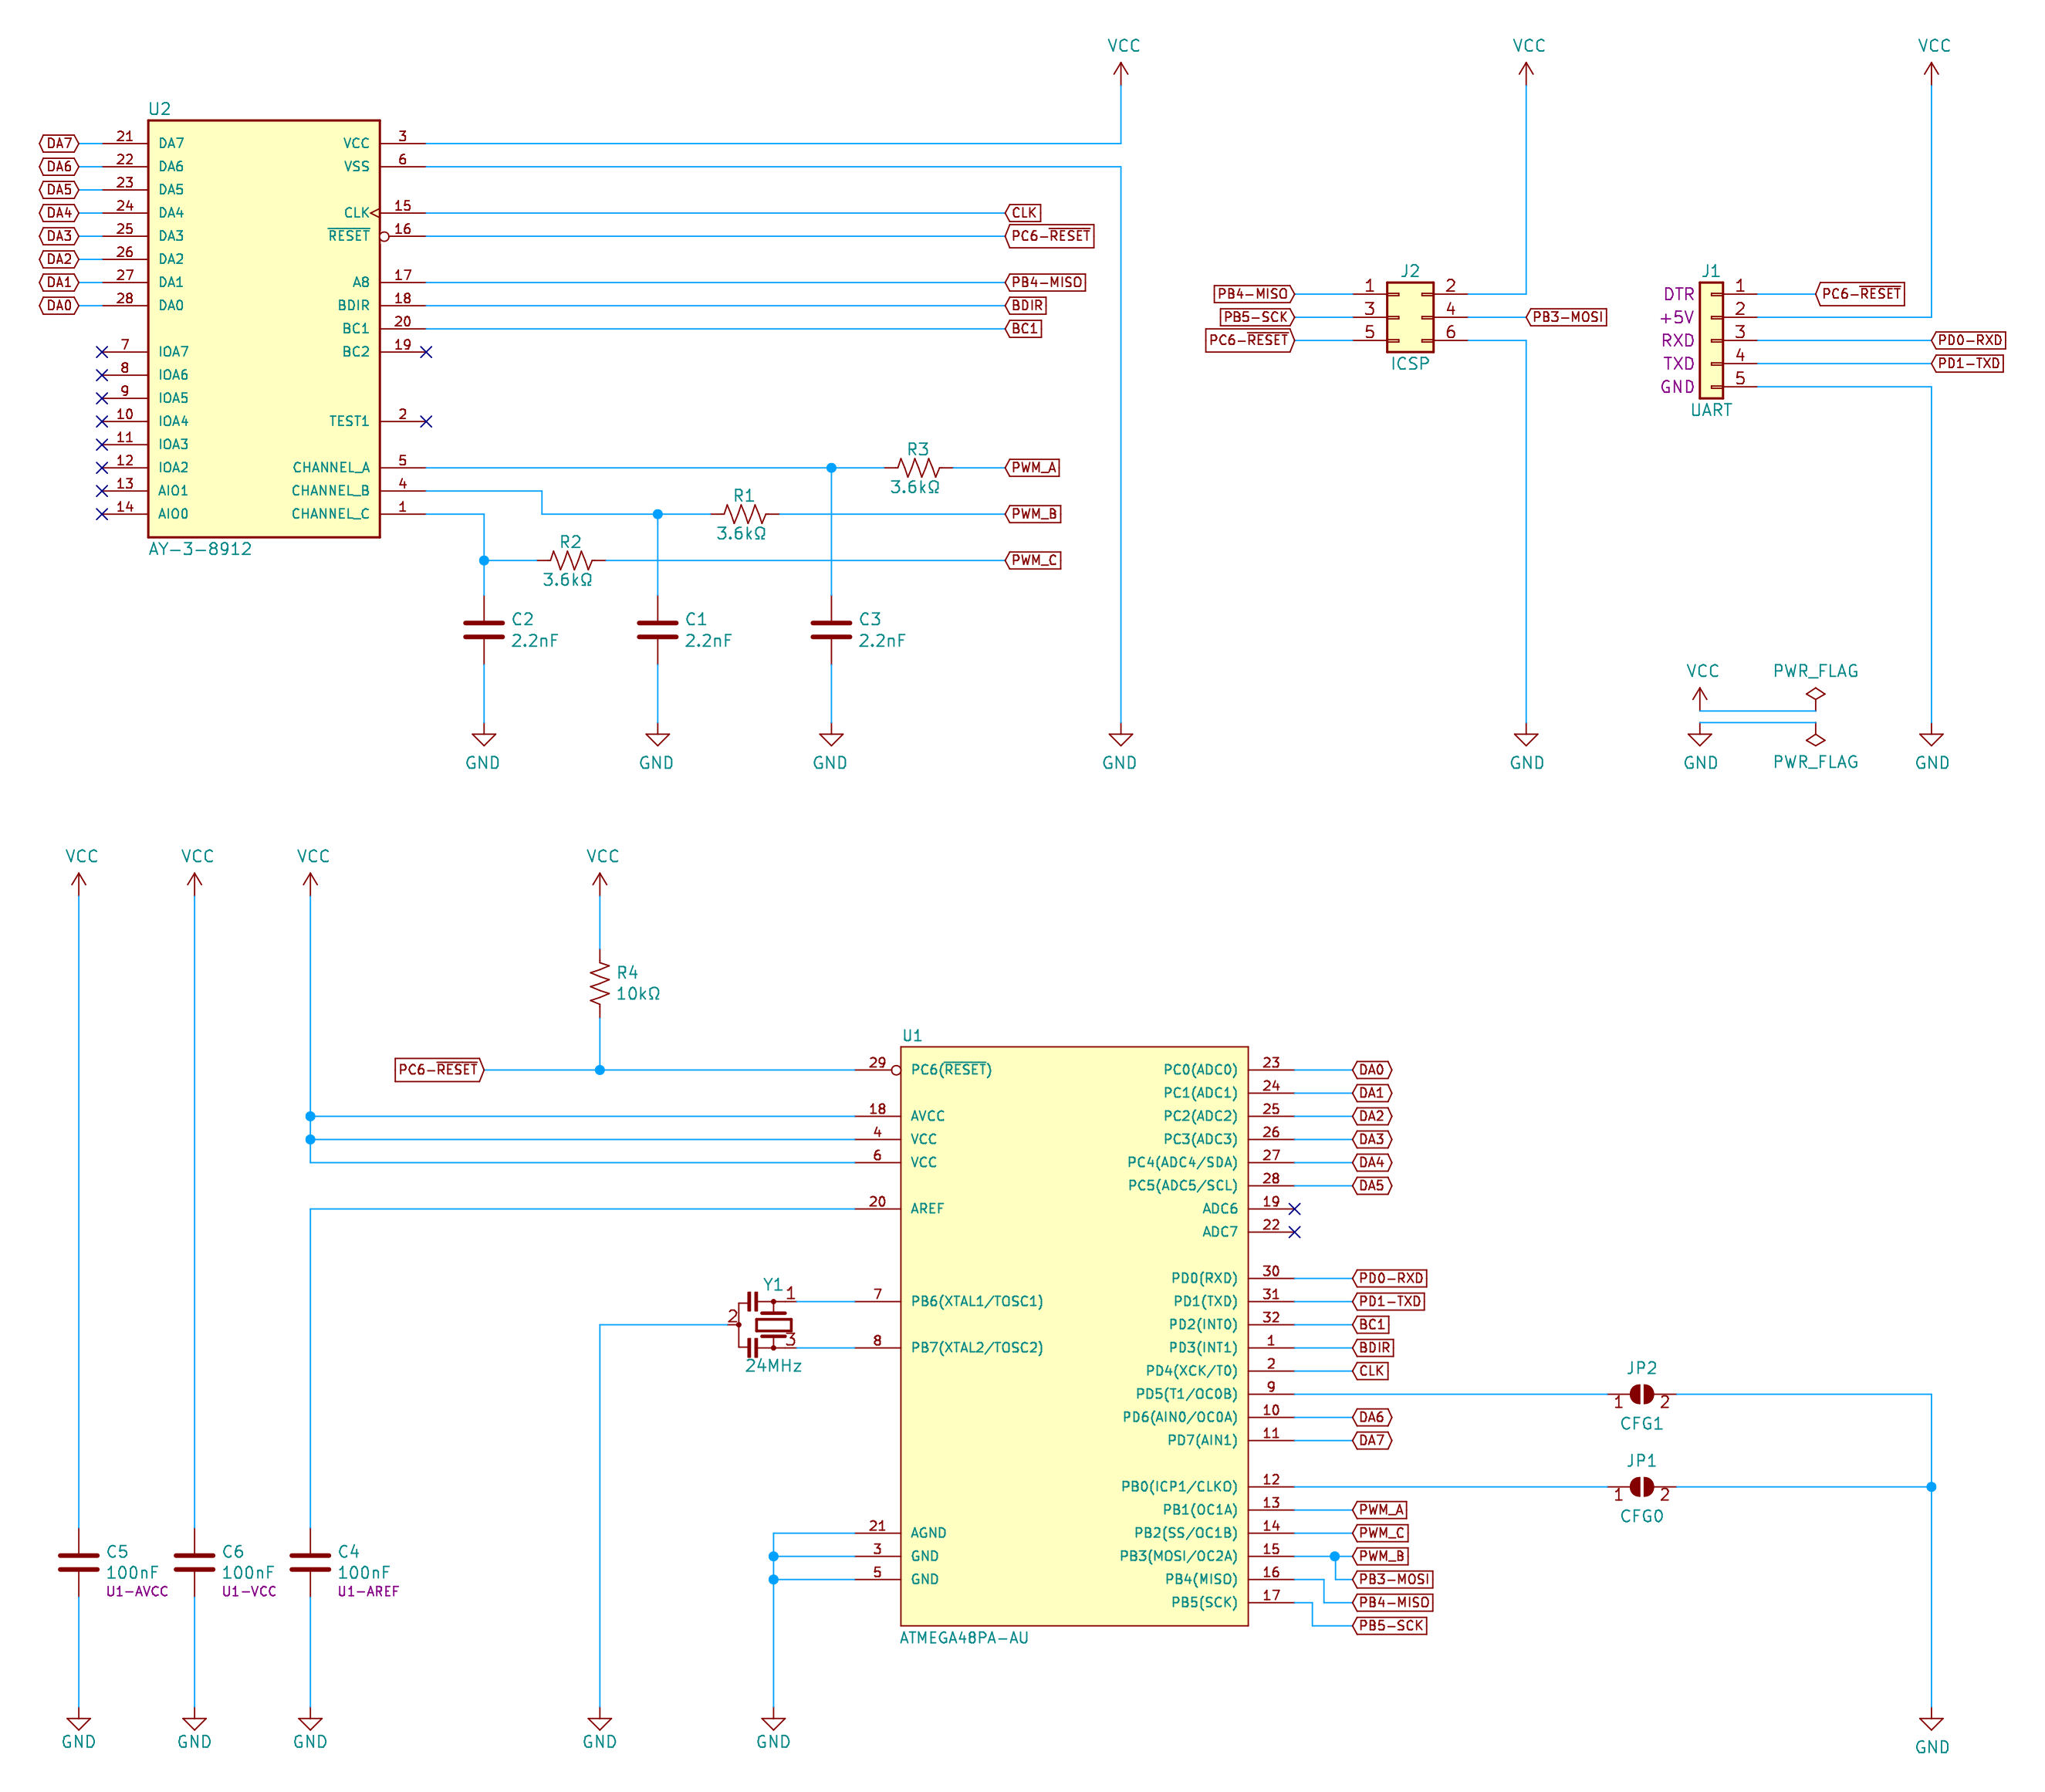 VCC
VCC
VCC
U2
DA7 21 DA7 VCC 3
DA6 22 DA6 VSS 6
DA5 23 DA5
DA4 24 DA4 CLK 15 CLK
DA3 25 DA3 RESET 16 PC6-RESET
DA2 26 DA2
DA1 27 DA1 A8 17 PB4-MISO
DA0 28 DA0 BDIR 18 BDIR
BC1 20 BC1
7 IOA7 BC2 19
8 IOA6
9 IOA5
10 IOA4 TEST1 2
11 IOA3
12 IOA2 CHANNEL_A 5
13 AIO1 CHANNEL_B 4
14 AIO0 CHANNEL_C 1
AY-3-8912
R3
3.6kΩ
PWM_A
R1
3.6kΩ
PWM_B
R2
3.6kΩ
PWM_C
C2
2.2nF
C1
2.2nF
C3
2.2nF
GND
GND
GND
GND
J2
PB4-MISO 1 2
PB5-SCK 3 4 PB3-MOSI
PC6-RESET 5 6
ICSP
GND
J1
DTR 1 PC6-RESET
+5V 2
RXD 3 PD0-RXD
TXD 4 PD1-TXD
GND 5
UART
VCC PWR_FLAG
GND PWR_FLAG
GND
VCC
VCC
VCC
VCC
R4
10kΩ
PC6-RESET
U1
29 PC6(RESET) PC0(ADC0) 23 DA0
PC1(ADC1) 24 DA1
18 AVCC PC2(ADC2) 25 DA2
4 VCC PC3(ADC3) 26 DA3
6 VCC PC4(ADC4/SDA) 27 DA4
PC5(ADC5/SCL) 28 DA5
20 AREF ADC6 19
ADC7 22
PD0(RXD) 30 PD0-RXD
7 PB6(XTAL1/TOSC1) PD1(TXD) 31 PD1-TXD
PD2(INT0) 32 BC1
8 PB7(XTAL2/TOSC2) PD3(INT1) 1 BDIR
PD4(XCK/T0) 2 CLK
PD5(T1/OC0B) 9
PD6(AIN0/OC0A) 10 DA6
PD7(AIN1) 11 DA7
PB0(ICP1/CLKO) 12
PB1(OC1A) 13 PWM_A
21 AGND PB2(SS/OC1B) 14 PWM_C
3 GND PB3(MOSI/OC2A) 15 PWM_B
5 GND PB4(MISO) 16 PB3-MOSI
PB5(SCK) 17 PB4-MISO
PB5-SCK
ATMEGA48PA-AU
Y1
1
2
3
24MHz
JP2
1 2
CFG1
JP1
1 2
CFG0
C5
100nF
U1-AVCC
C6
100nF
U1-VCC
C4
100nF
U1-AREF
GND
GND
GND
GND
GND
GND